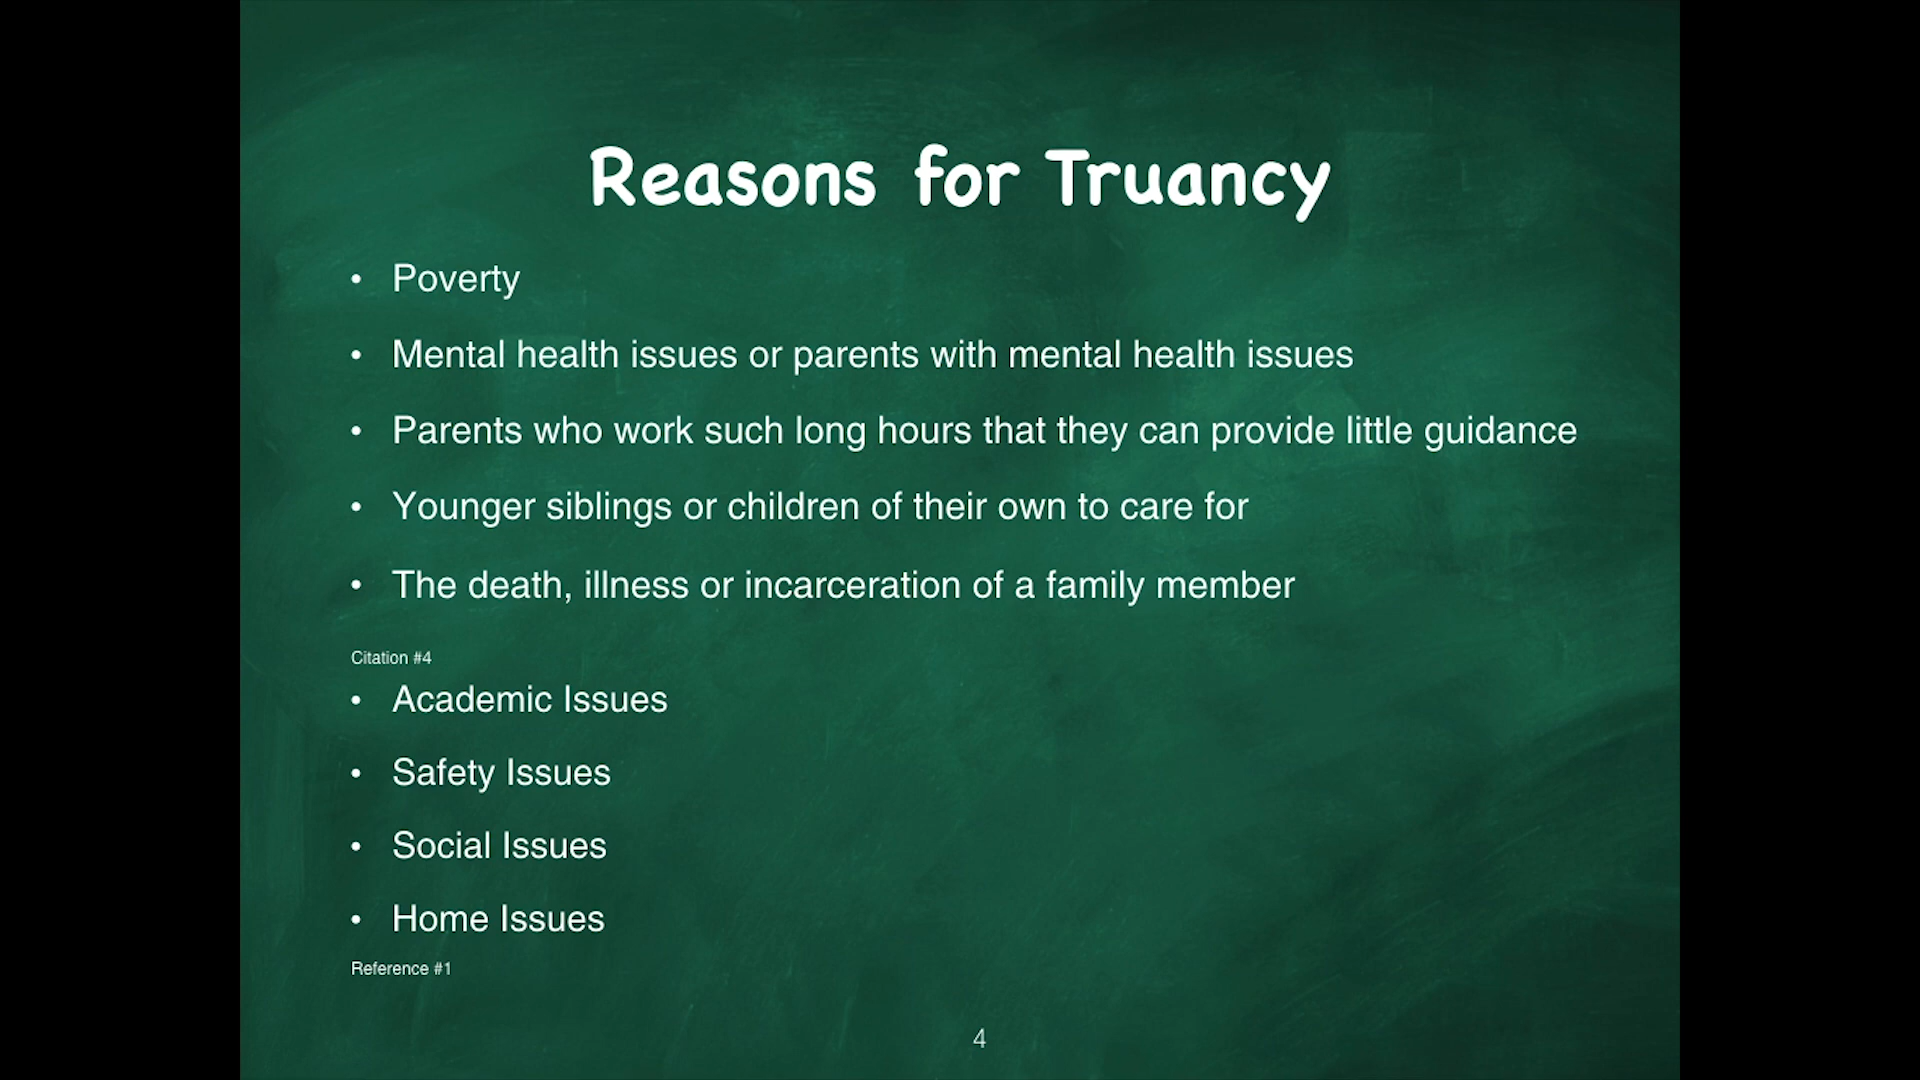 Reasons for Truancy
• Poverty
• Mental health issues or parents with mental health issues
• Parents who work such long hours that they can provide little guidance
• Younger siblings or children of their own to care for
• The death, illness or incarceration of a family member
Citation #4
• Academic Issues
• Safety Issues
• Social Issues
• Home Issues
Reference #1
4